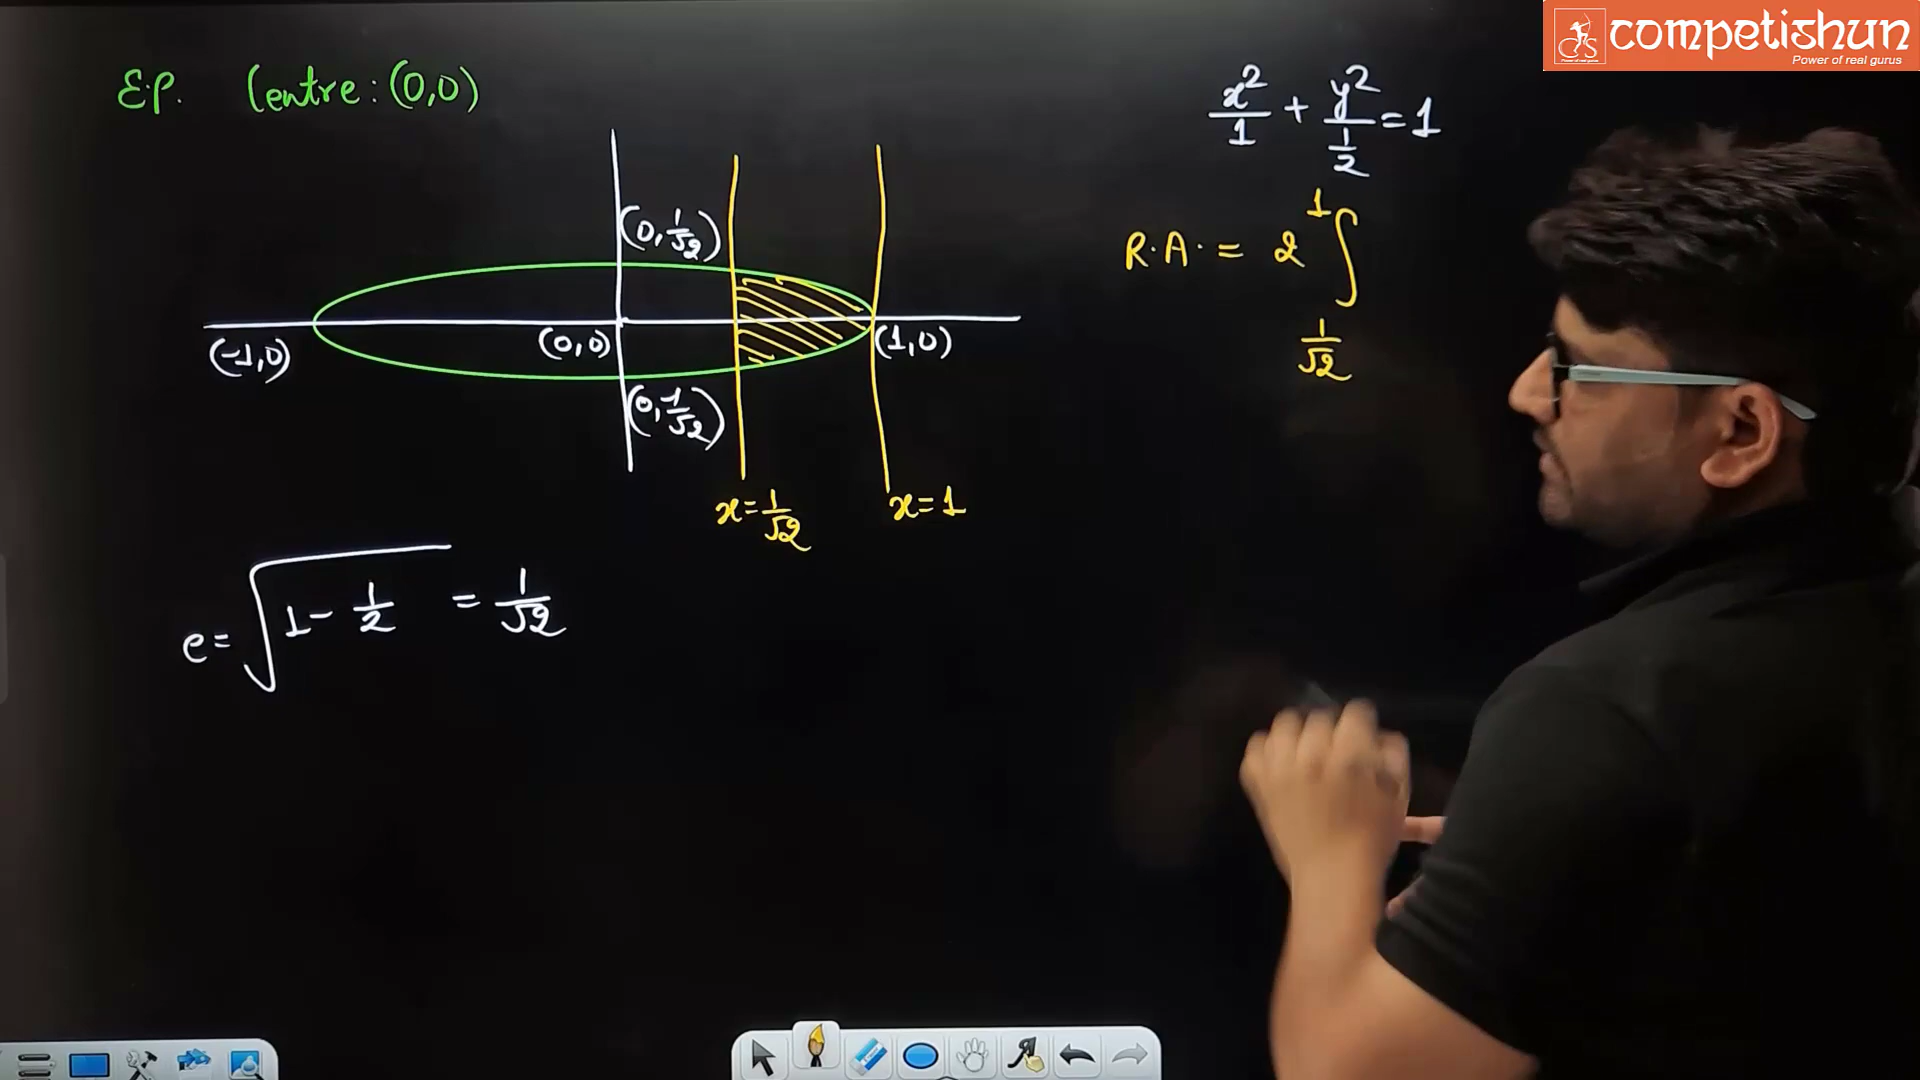 competishun
Power of real gurus
E.P. Centre: (0,0)
x²/1 + y²/(1/2) = 1
(0, 1/√2)
R.A. = 2 ∫_{1/√2}^{1}
(-1,0) (0,0) (1,0)
(0, -1/√2)
x = 1/√2 x = 1
e = √(1 - 1/2) = 1/√2